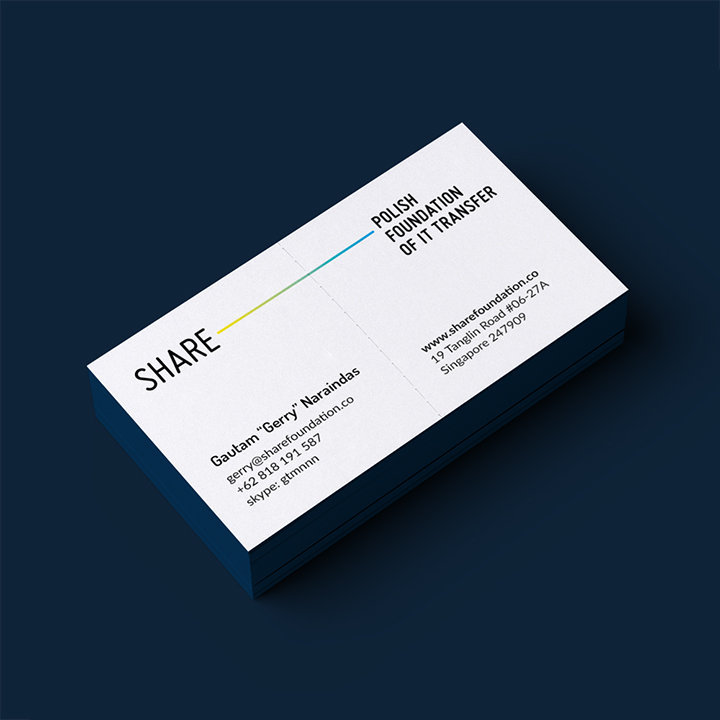 SHARE
POLISH
FOUNDATION
OF IT TRANSFER
Gautam “Gerry” Naraindas
gerry@sharefoundation.co
+62 818 191 587
skype: gtmnnn
www.sharefoundation.co
19 Tanglin Road #06-27A
Singapore 247909